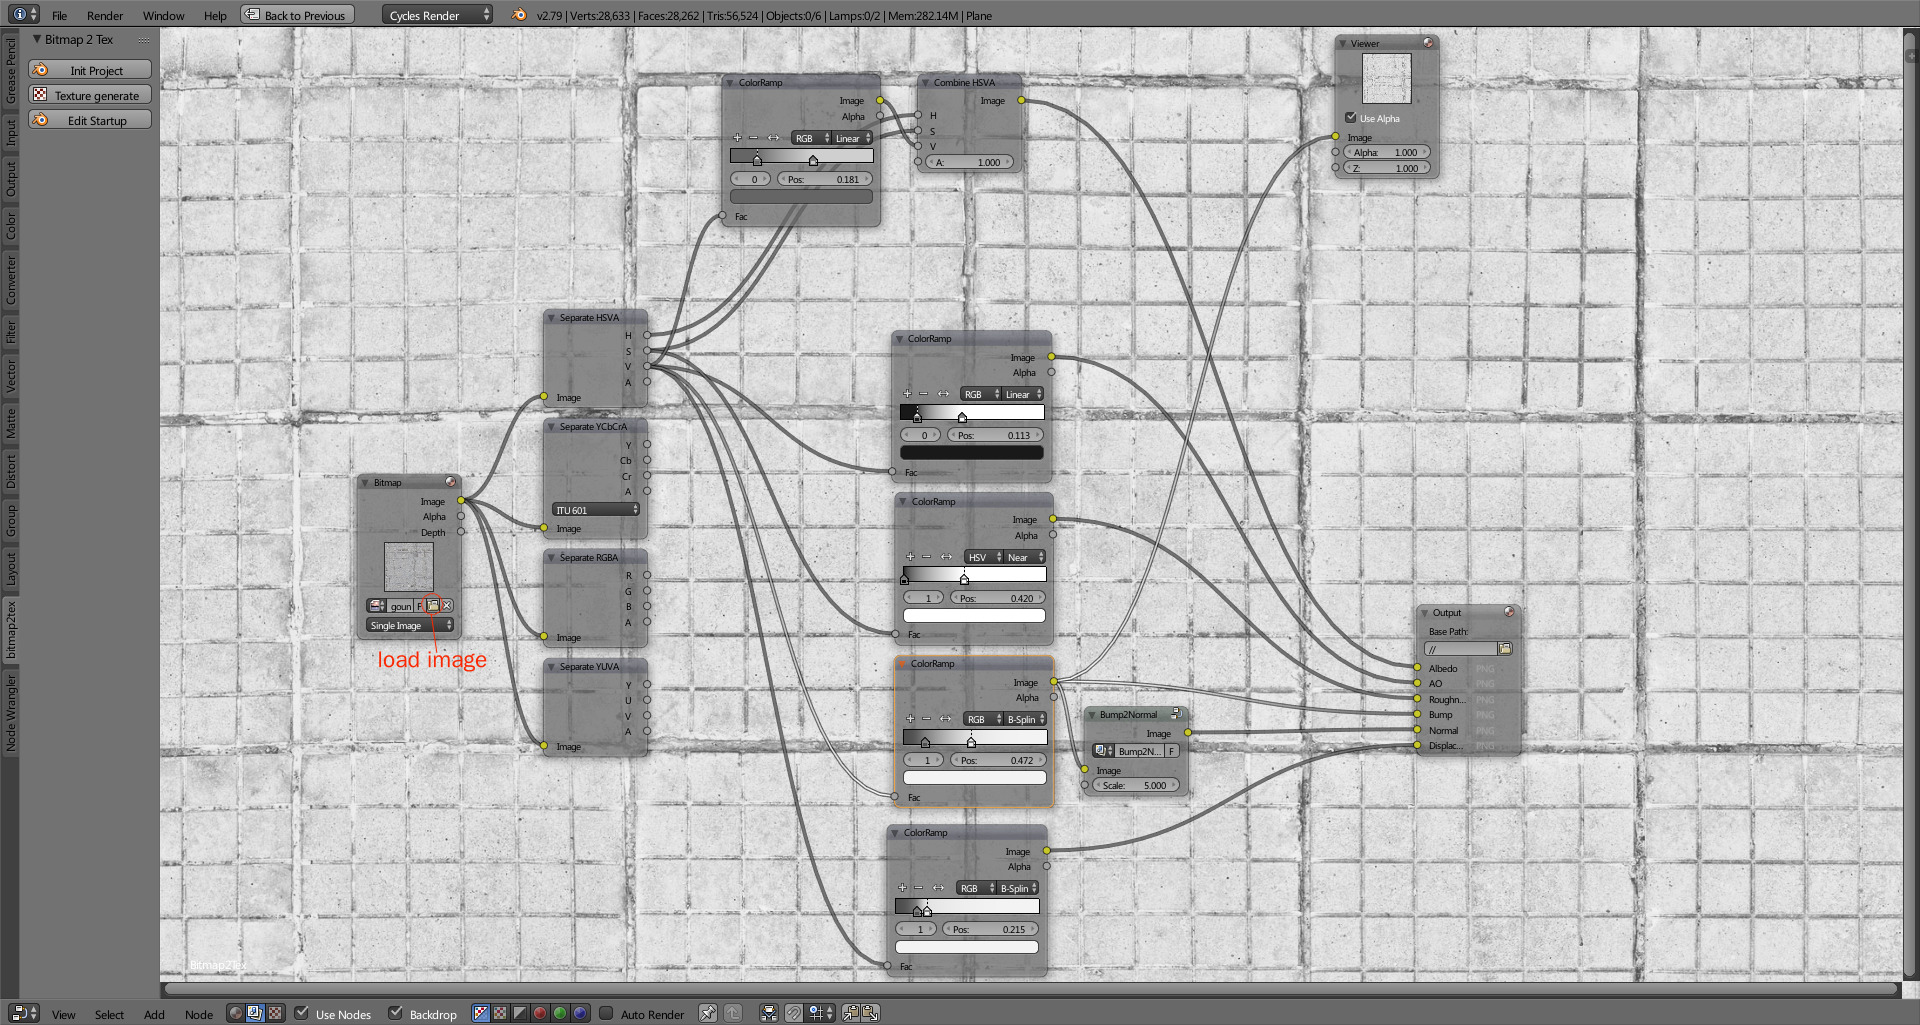 File
Render
Window
Help
Back to Previous
Cycles Render
v2.79 | Verts:28,633 | Faces:28,262 | Tris:56,524 | Objects:0/6 | Lamps:0/2 | Mem:282.14M | Plane
Bitmap 2 Tex
Init Project
Texture generate
Edit Startup
Grease Pencil
Input
Output
Color
Converter
Filter
Vector
Matte
Distort
Group
Layout
bitmap2tex
Node Wrangler
ColorRamp
Image
Alpha
RGB
Linear
0
Pos: 0.181
Fac
Combine HSVA
Image
H
S
V
A: 1.000
Viewer
Use Alpha
Image
Alpha: 1.000
Z: 1.000
Separate HSVA
H
S
V
A
Image
Separate YCbCrA
Y
Cb
Cr
A
ITU 601
Image
Bitmap
Image
Alpha
Depth
goun
F
Single Image
load image
Separate RGBA
R
G
B
A
Image
Separate YUVA
Y
U
V
A
Image
ColorRamp
Image
Alpha
RGB
Linear
0
Pos: 0.113
Fac
ColorRamp
Image
Alpha
HSV
Near
1
Pos: 0.420
Fac
ColorRamp
Image
Alpha
RGB
B-Splin
1
Pos: 0.472
Fac
Bump2Normal
Image
Bump2N...
F
Image
Scale: 5.000
ColorRamp
Image
Alpha
RGB
B-Splin
1
Pos: 0.215
Fac
Output
Base Path:
//
Albedo PNG
AO PNG
Roughn... PNG
Bump PNG
Normal PNG
Displac... PNG
Bitmap2Tex
View
Select
Add
Node
Use Nodes
Backdrop
Auto Render